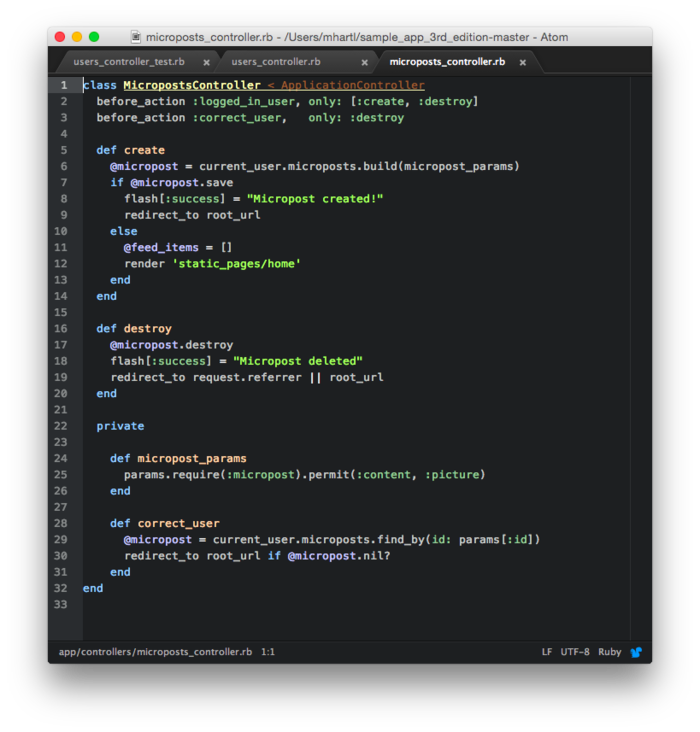 microposts_controller.rb - /Users/mhartl/sample_app_3rd_edition-master - Atom
users_controller_test.rb × users_controller.rb × microposts_controller.rb ×
1 class MicropostsController < ApplicationController
2   before_action :logged_in_user, only: [:create, :destroy]
3   before_action :correct_user,   only: :destroy
4
5   def create
6     @micropost = current_user.microposts.build(micropost_params)
7     if @micropost.save
8       flash[:success] = "Micropost created!"
9       redirect_to root_url
10     else
11       @feed_items = []
12       render 'static_pages/home'
13     end
14   end
15
16   def destroy
17     @micropost.destroy
18     flash[:success] = "Micropost deleted"
19     redirect_to request.referrer || root_url
20   end
21
22   private
23
24     def micropost_params
25       params.require(:micropost).permit(:content, :picture)
26     end
27
28     def correct_user
29       @micropost = current_user.microposts.find_by(id: params[:id])
30       redirect_to root_url if @micropost.nil?
31     end
32 end
33
app/controllers/microposts_controller.rb 1:1 LF UTF-8 Ruby